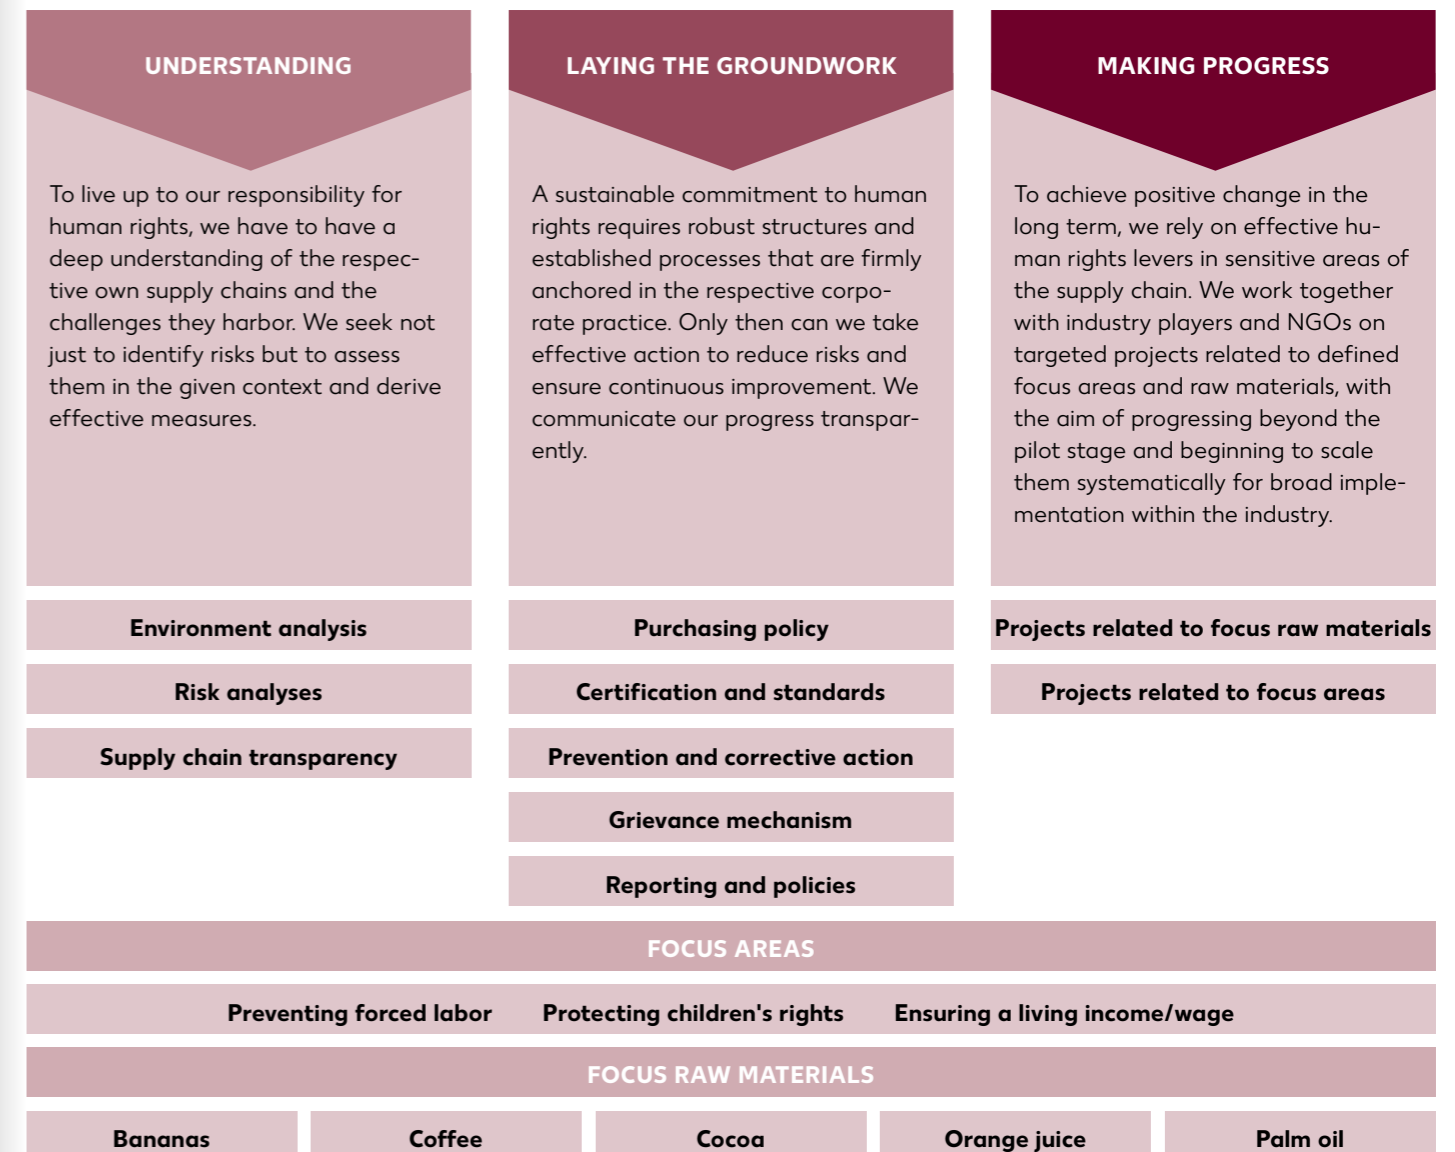 UNDERSTANDING
To live up to our responsibility for
human rights, we have to have a
deep understanding of the respec-
tive own supply chains and the
challenges they harbor. We seek not
just to identify risks but to assess
them in the given context and derive
effective measures.
Environment analysis
Risk analyses
Supply chain transparency
LAYING THE GROUNDWORK
A sustainable commitment to human
rights requires robust structures and
established processes that are firmly
anchored in the respective corpo-
rate practice. Only then can we take
effective action to reduce risks and
ensure continuous improvement. We
communicate our progress transpar-
ently.
Purchasing policy
Certification and standards
Prevention and corrective action
Grievance mechanism
Reporting and policies
MAKING PROGRESS
To achieve positive change in the
long term, we rely on effective hu-
man rights levers in sensitive areas of
the supply chain. We work together
with industry players and NGOs on
targeted projects related to defined
focus areas and raw materials, with
the aim of progressing beyond the
pilot stage and beginning to scale
them systematically for broad imple-
mentation within the industry.
Projects related to focus raw materials
Projects related to focus areas
FOCUS AREAS
Preventing forced labor Protecting children's rights Ensuring a living income/wage
FOCUS RAW MATERIALS
Bananas Coffee Cocoa Orange juice Palm oil